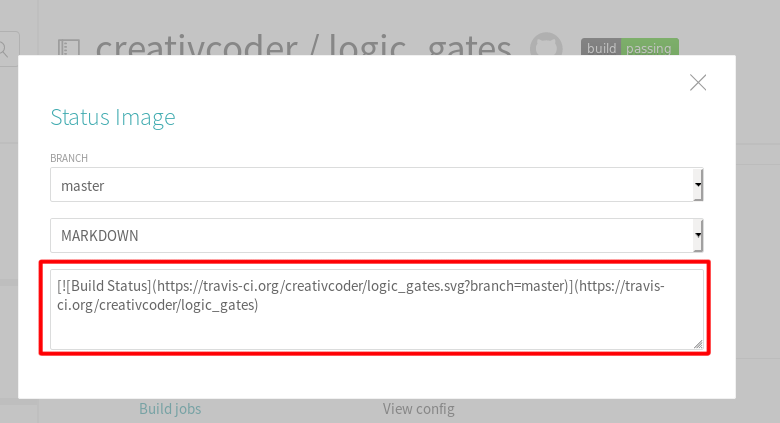 creativcoder / logic_gates
build passing
Status Image
BRANCH
master
MARKDOWN
[![Build Status](https://travis-ci.org/creativcoder/logic_gates.svg?branch=master)](https://travis-
ci.org/creativcoder/logic_gates)
Build jobs
View config